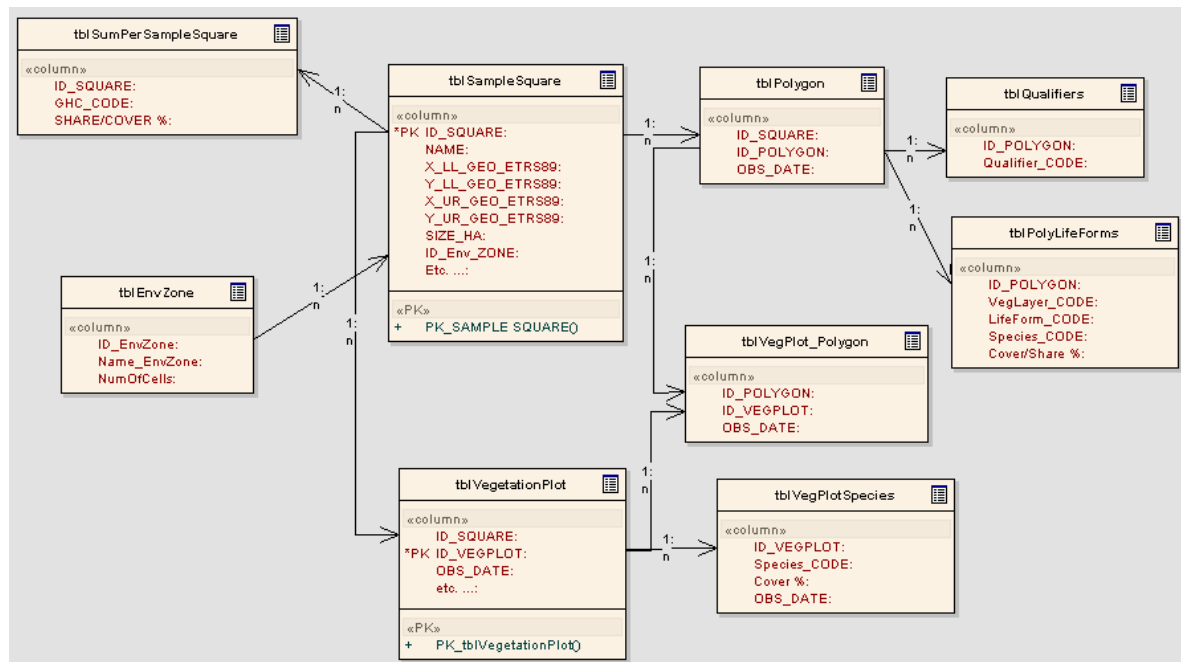 tblSumPerSampleSquare
«column»
ID_SQUARE:
GHC_CODE:
SHARE/COVER %:
tblSampleSquare
«column»
*PK ID_SQUARE:
NAME:
X_LL_GEO_ETRS89:
Y_LL_GEO_ETRS89:
X_UR_GEO_ETRS89:
Y_UR_GEO_ETRS89:
SIZE_HA:
ID_Env_ZONE:
Etc. ...:
«PK»
+ PK_SAMPLE SQUARE()
tblPolygon
«column»
ID_SQUARE:
ID_POLYGON:
OBS_DATE:
tblQualifiers
«column»
ID_POLYGON:
Qualifier_CODE:
tblPolyLifeForms
«column»
ID_POLYGON:
VegLayer_CODE:
LifeForm_CODE:
Species_CODE:
Cover/Share %:
tblEnvZone
«column»
ID_EnvZone:
Name_EnvZone:
NumOfCells:
tblVegPlot_Polygon
«column»
ID_POLYGON:
ID_VEGPLOT:
OBS_DATE:
tblVegetationPlot
«column»
ID_SQUARE:
*PK ID_VEGPLOT:
OBS_DATE:
etc. ...:
«PK»
+ PK_tblVegetationPlot()
tblVegPlotSpecies
«column»
ID_VEGPLOT:
Species_CODE:
Cover %:
OBS_DATE:
1:
n
1:
n
1:
n
1:
n
1:
n
1:
n
1:
n
1:
n
1:
n